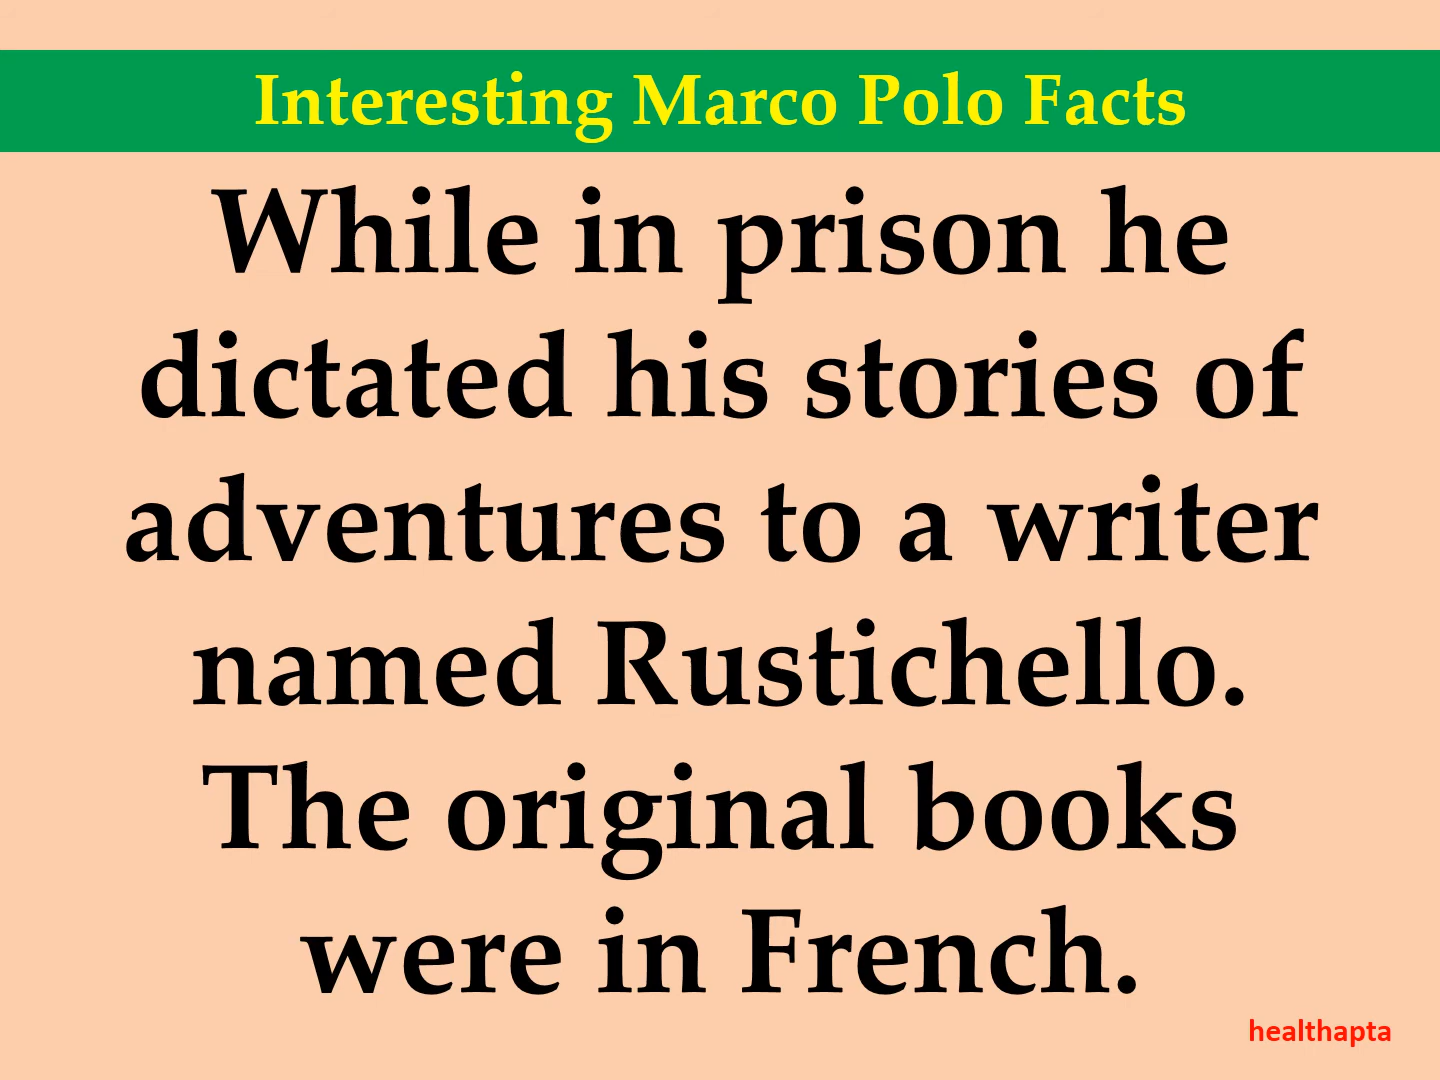 Interesting Marco Polo Facts
While in prison he
dictated his stories of
adventures to a writer
named Rustichello.
The original books
were in French.
healthapta